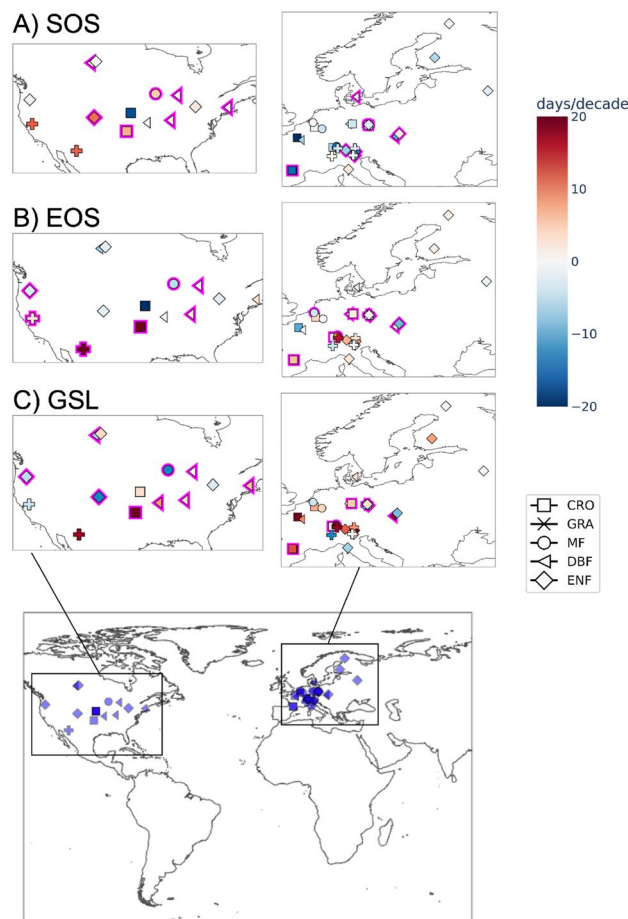 A) SOS
days/decade
20
10
0
−10
−20
B) EOS
C) GSL
CRO
GRA
MF
DBF
ENF